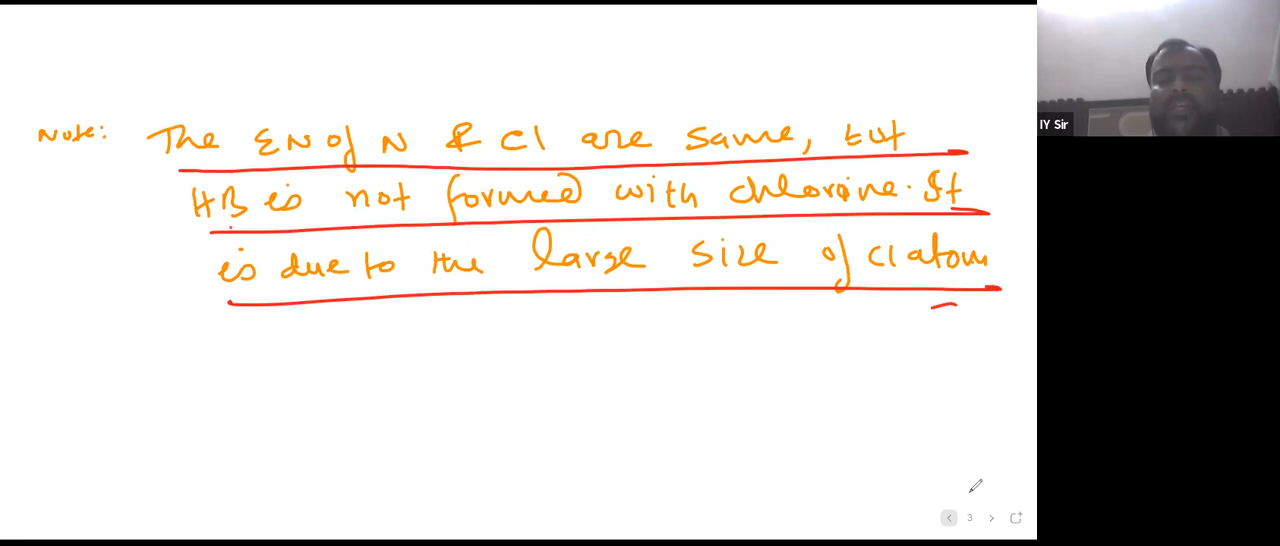 Note: The EN of N & Cl are same, but
HB is not formed with chlorine. It
is due to the large size of Cl atom
IY Sir
3